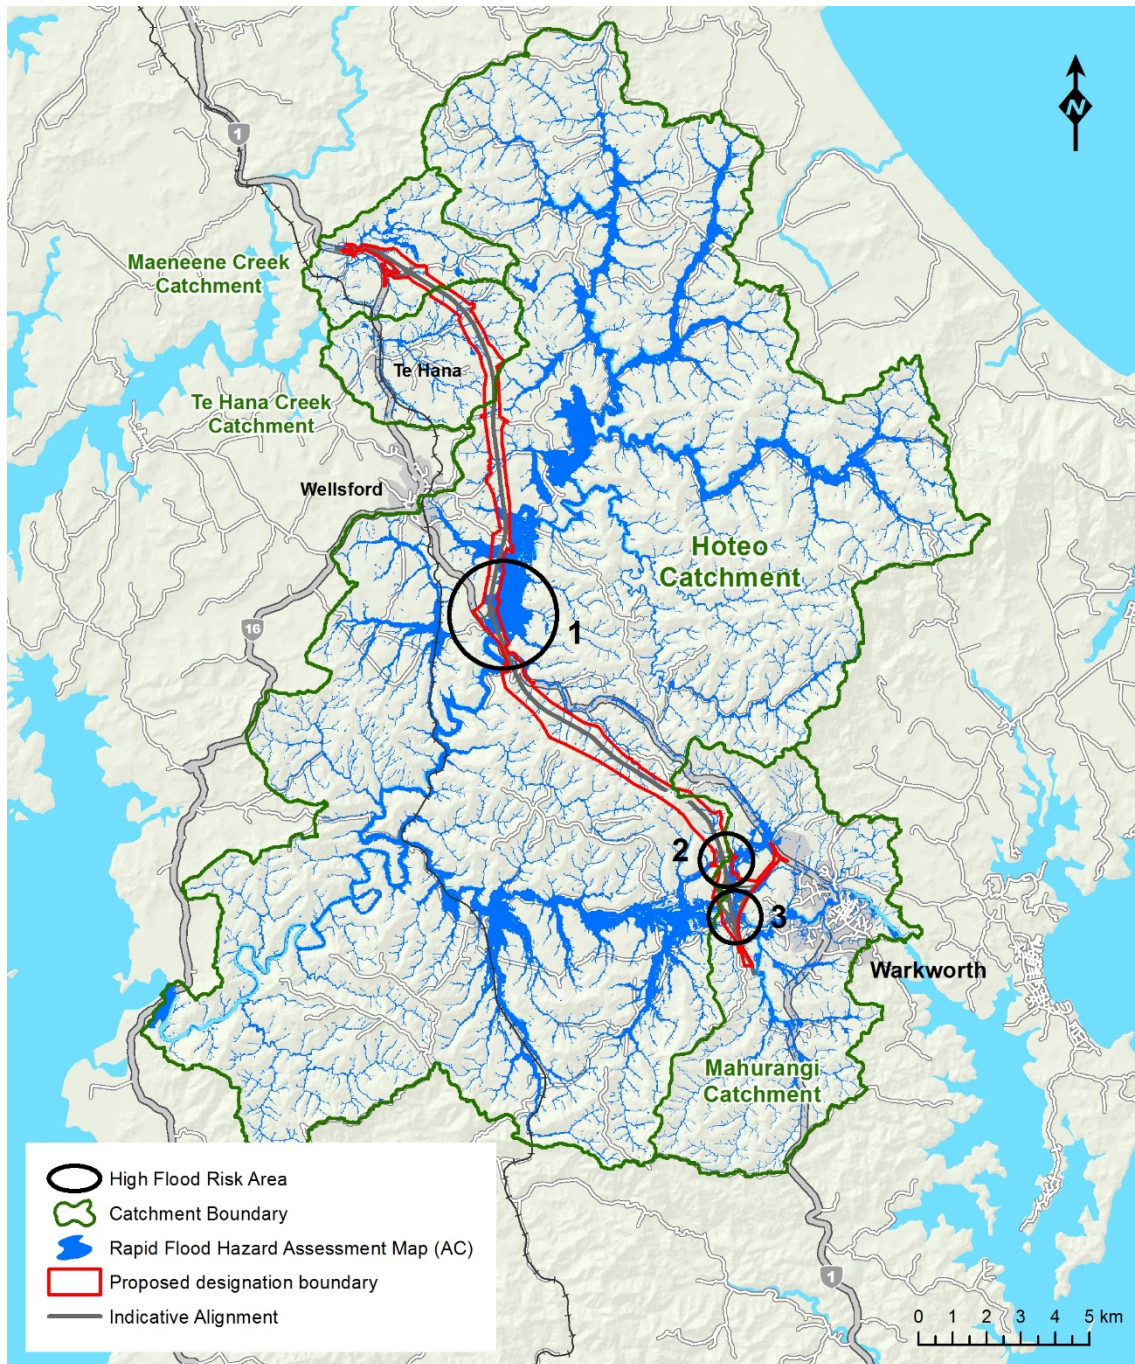 N
1
Maeneene Creek
Catchment
Te Hana
Te Hana Creek
Catchment
Wellsford
Hoteo
Catchment
1
16
2
3
Warkworth
Mahurangi
Catchment
High Flood Risk Area
Catchment Boundary
Rapid Flood Hazard Assessment Map (AC)
Proposed designation boundary
Indicative Alignment
1
0 1 2 3 4 5 km